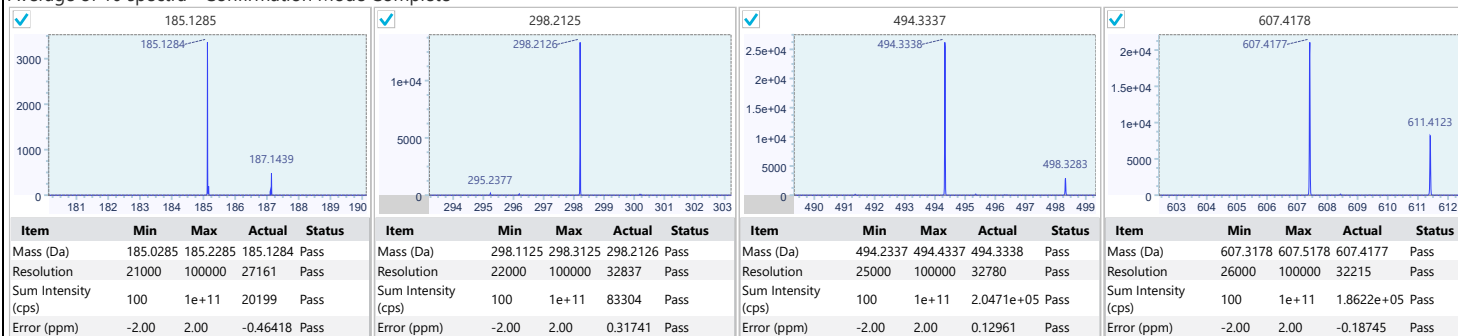 185.1285
3000
2000
1000
0
185.1284
187.1439
181 182 183 184 185 186 187 188 189 190
Item Min Max Actual Status
Mass (Da) 185.0285 185.2285 185.1284 Pass
Resolution 21000 100000 27161 Pass
Sum Intensity
(cps) 100 1e+11 20199 Pass
Error (ppm) -2.00 2.00 -0.46418 Pass
298.2125
1e+04
5000
0
298.2126
295.2377
294 295 296 297 298 299 300 301 302 303
Item Min Max Actual Status
Mass (Da) 298.1125 298.3125 298.2126 Pass
Resolution 22000 100000 32837 Pass
Sum Intensity
(cps) 100 1e+11 83304 Pass
Error (ppm) -2.00 2.00 0.31741 Pass
494.3337
2.5e+04
2e+04
1.5e+04
1e+04
5000
0
494.3338
498.3283
490 491 492 493 494 495 496 497 498 499
Item Min Max Actual Status
Mass (Da) 494.2337 494.4337 494.3338 Pass
Resolution 25000 100000 32780 Pass
Sum Intensity
(cps) 100 1e+11 2.0471e+05 Pass
Error (ppm) -2.00 2.00 0.12961 Pass
607.4178
2e+04
1.5e+04
1e+04
5000
0
607.4177
611.4123
603 604 605 606 607 608 609 610 611 612
Item Min Max Actual Status
Mass (Da) 607.3178 607.5178 607.4177 Pass
Resolution 26000 100000 32215 Pass
Sum Intensity
(cps) 100 1e+11 1.8622e+05 Pass
Error (ppm) -2.00 2.00 -0.18745 Pass